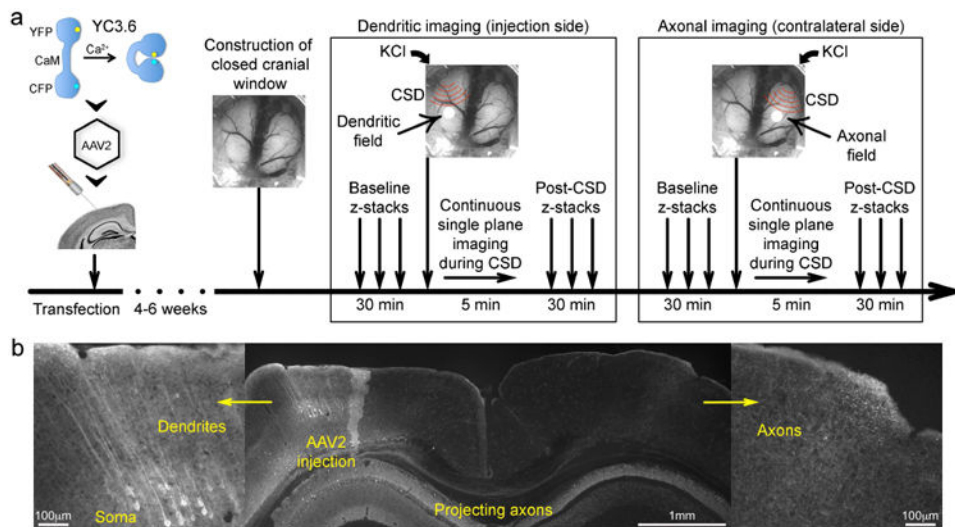 a
YC3.6
YFP
Ca²⁺
CaM
CFP
AAV2
Construction of
closed cranial
window
Dendritic imaging (injection side)
KCl
CSD
Dendritic
field
Baseline
z-stacks
Continuous
single plane
imaging
during CSD
Post-CSD
z-stacks
Axonal imaging (contralateral side)
KCl
CSD
Axonal
field
Baseline
z-stacks
Continuous
single plane
imaging
during CSD
Post-CSD
z-stacks
Transfection
4-6 weeks
30 min
5 min
30 min
30 min
5 min
30 min
b
Dendrites
Soma
100µm
AAV2
injection
Projecting axons
1mm
Axons
100µm